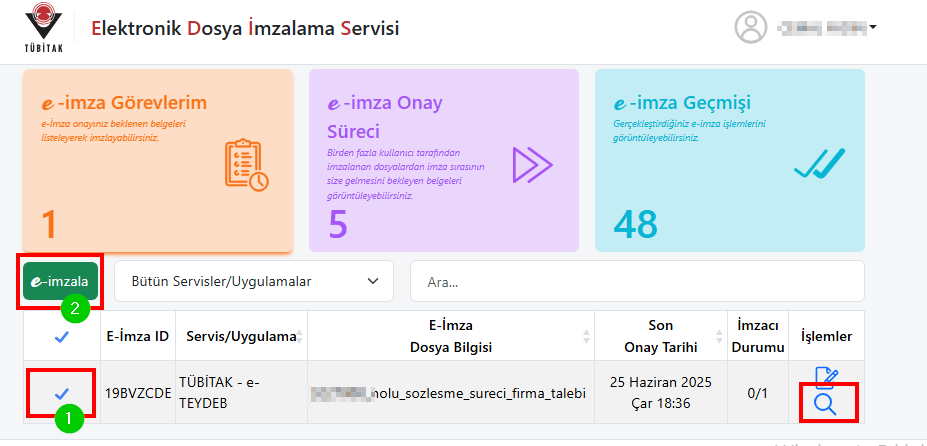 TÜBİTAK
Elektronik Dosya İmzalama Servisi
e-imza Görevlerim
e-İmza onayınız beklenen belgeleri
listeleyerek imzlayabilirsiniz.
1
e-imza Onay
Süreci
Birden fazla kullanıcı tarafından
imzalanan dosyalardan imza sırasının
size gelmesini bekleyen belgeleri
görüntüleyebilirsiniz.
5
e-imza Geçmişi
Gerçekleştirdiğiniz e-imza işlemlerini
görüntüleyebilirsiniz.
48
e-imzala
2
Bütün Servisler/Uygulamalar
Ara...
E-İmza ID
Servis/Uygulama
E-İmza
Dosya Bilgisi
Son
Onay Tarihi
İmzacı
Durumu
İşlemler
1
19BVZCDE
TÜBİTAK - e-
TEYDEB
nolu_sozlesme_sureci_firma_talebi
25 Haziran 2025
Çar 18:36
0/1